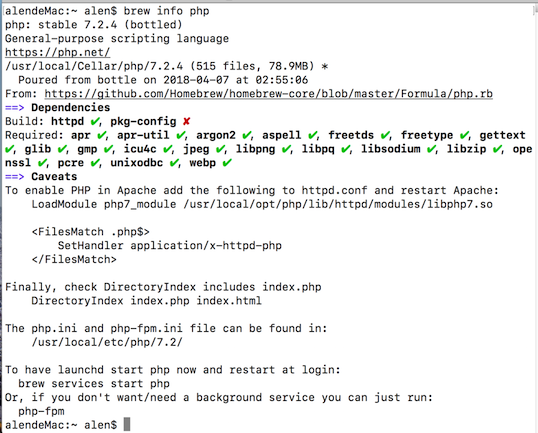 alendeMac:~ alen$ brew info php
php: stable 7.2.4 (bottled)
General-purpose scripting language
https://php.net/
/usr/local/Cellar/php/7.2.4 (515 files, 78.9MB) *
  Poured from bottle on 2018-04-07 at 02:55:06
From: https://github.com/Homebrew/homebrew-core/blob/master/Formula/php.rb
==> Dependencies
Build: httpd ✔, pkg-config ✘
Required: apr ✔, apr-util ✔, argon2 ✔, aspell ✔, freetds ✔, freetype ✔, gettext
✔, glib ✔, gmp ✔, icu4c ✔, jpeg ✔, libpng ✔, libpq ✔, libsodium ✔, libzip ✔, ope
nssl ✔, pcre ✔, unixodbc ✔, webp ✔
==> Caveats
To enable PHP in Apache add the following to httpd.conf and restart Apache:
    LoadModule php7_module /usr/local/opt/php/lib/httpd/modules/libphp7.so

    <FilesMatch .php$>
        SetHandler application/x-httpd-php
    </FilesMatch>

Finally, check DirectoryIndex includes index.php
    DirectoryIndex index.php index.html

The php.ini and php-fpm.ini file can be found in:
    /usr/local/etc/php/7.2/

To have launchd start php now and restart at login:
  brew services start php
Or, if you don't want/need a background service you can just run:
  php-fpm
alendeMac:~ alen$